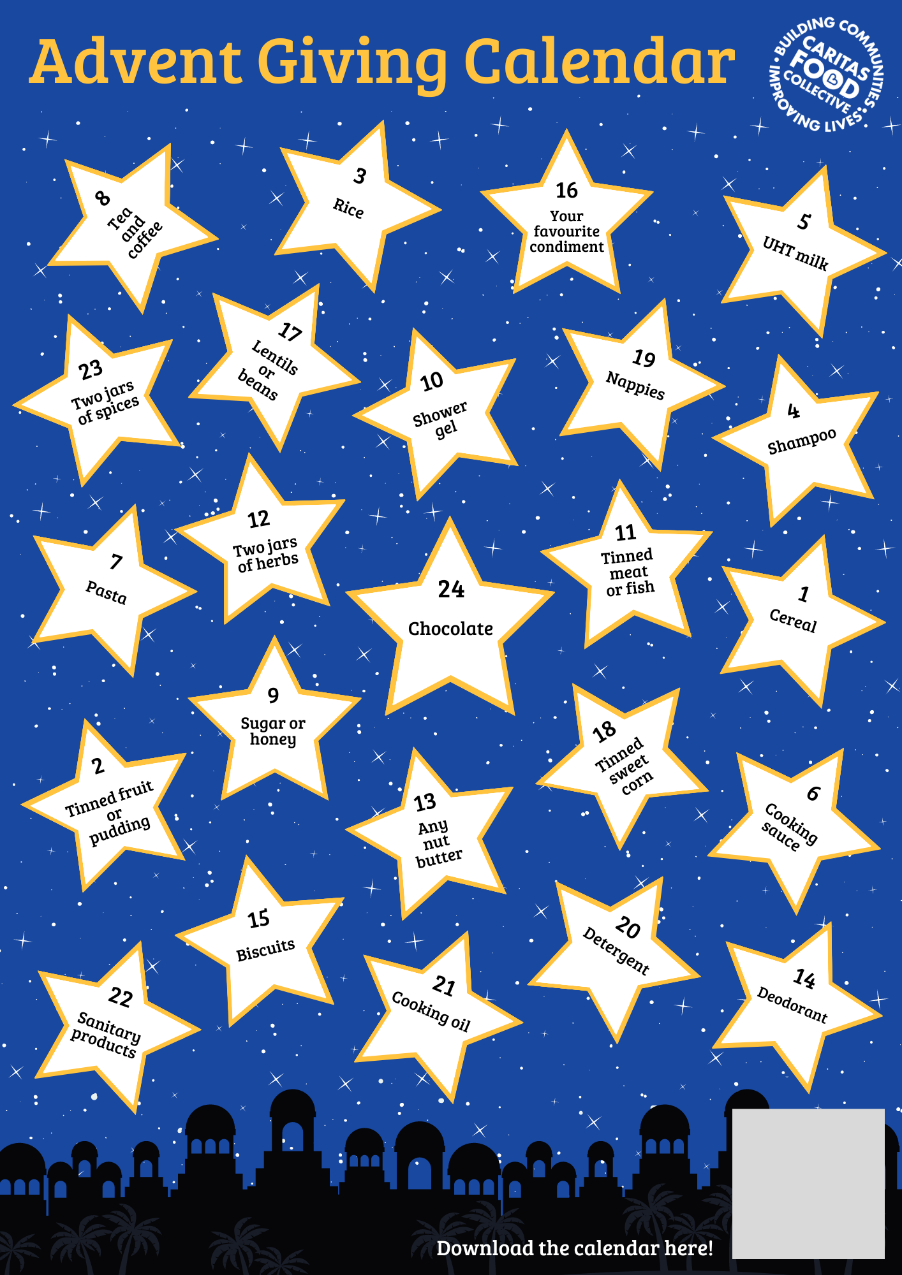 Advent Giving Calendar
BUILDING COMMUNITIES • IMPROVING LIVES •
CARITAS
FOOD
COLLECTIVE
8
Tea
and
coffee
3
Rice
16
Your
favourite
condiment
5
UHT milk
23
Two jars
of spices
17
Lentils
or
beans
10
Shower
gel
19
Nappies
4
Shampoo
7
Pasta
12
Two jars
of herbs
24
Chocolate
11
Tinned
meat
or fish
1
Cereal
9
Sugar or
honey
2
Tinned fruit
or
pudding
13
Any
nut
butter
18
Tinned
sweet
corn
6
Cooking
sauce
15
Biscuits
20
Detergent
22
Sanitary
products
21
Cooking oil
14
Deodorant
Download the calendar here!